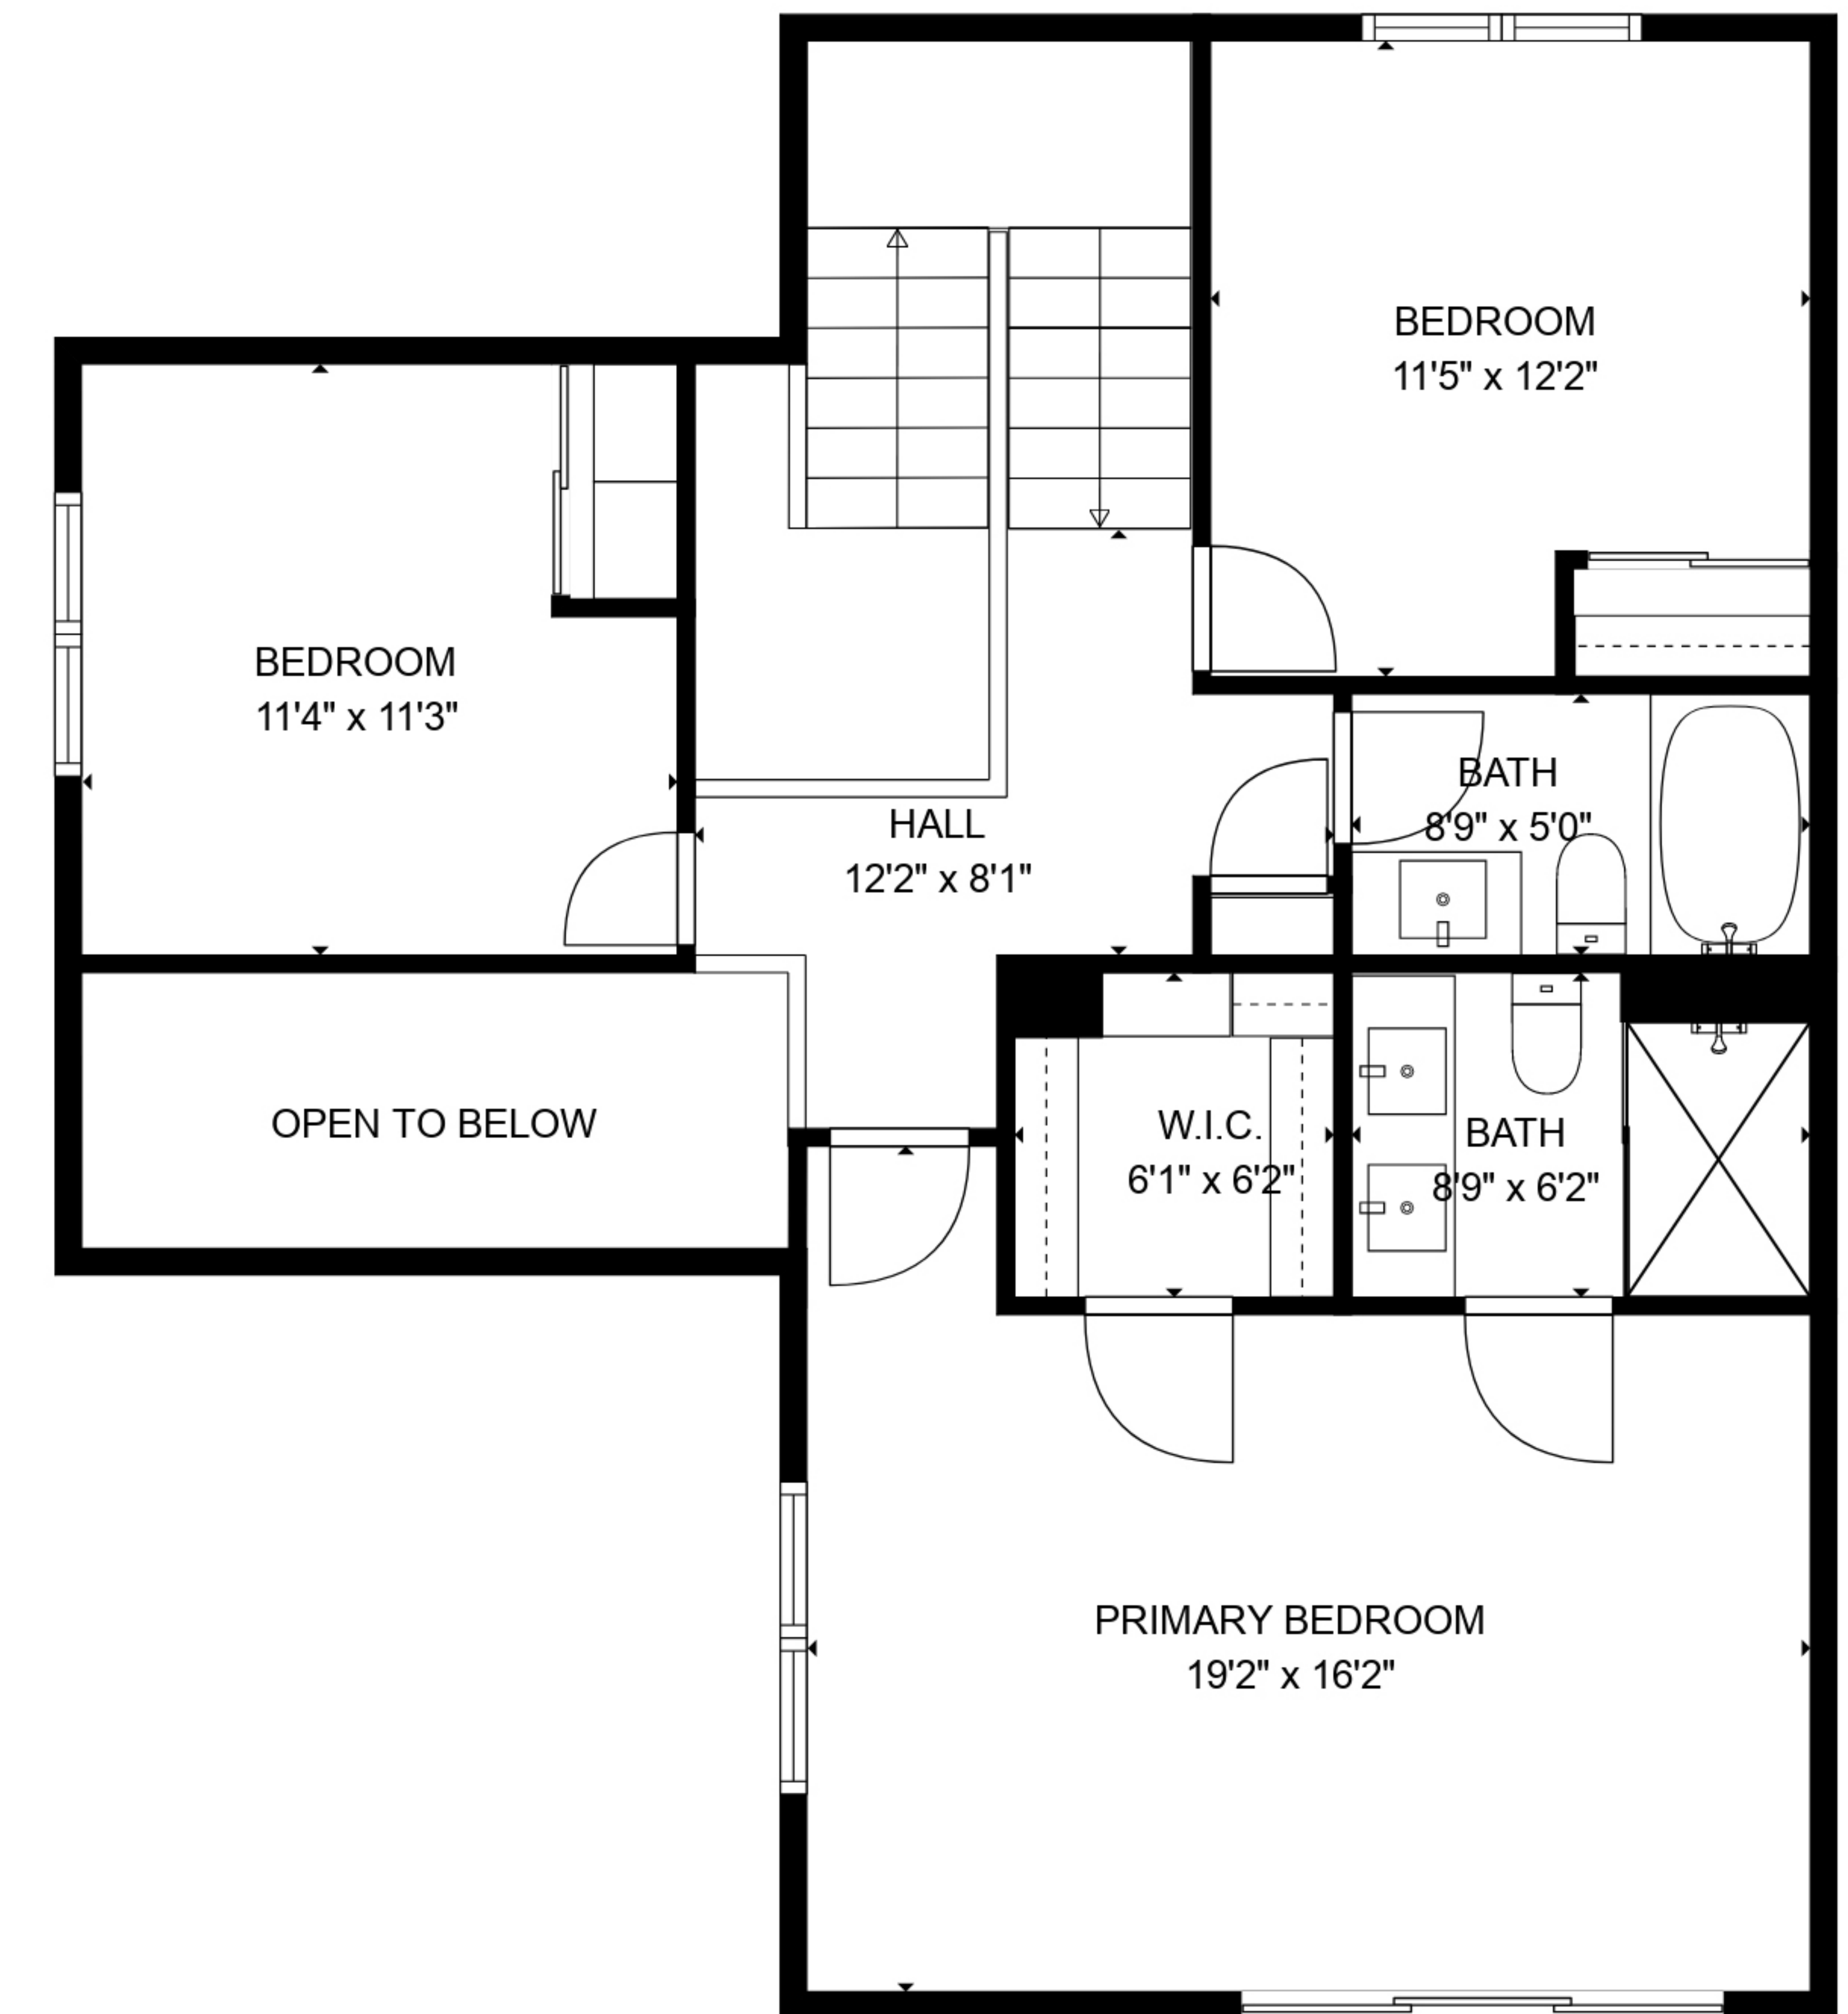 BEDROOM
11'5" x 12'2"
BEDROOM
11'4" x 11'3"
BATH
8'9" x 5'0"
HALL
12'2" x 8'1"
OPEN TO BELOW
W.I.C.
6'1" x 6'2"
BATH
8'9" x 6'2"
PRIMARY BEDROOM
19'2" x 16'2"